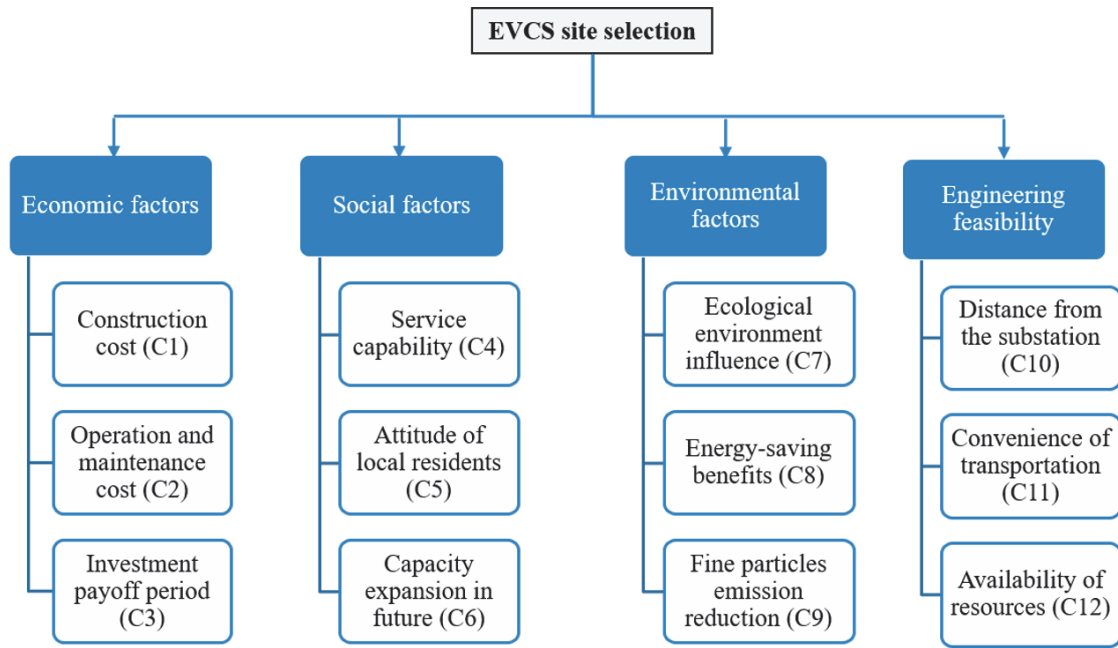 EVCS site selection
Economic factors
Social factors
Environmental
factors
Engineering
feasibility
Construction
cost (C1)
Operation and
maintenance
cost (C2)
Investment
payoff period
(C3)
Service
capability (C4)
Attitude of
local residents
(C5)
Capacity
expansion in
future (C6)
Ecological
environment
influence (C7)
Energy-saving
benefits (C8)
Fine particles
emission
reduction (C9)
Distance from
the substation
(C10)
Convenience of
transportation
(C11)
Availability of
resources (C12)